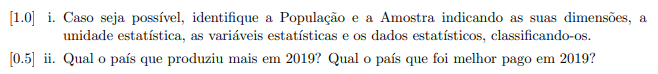 [1.0] i. Caso seja possível, identifique a População e a Amostra indicando as suas dimensões, a
unidade estatística, as variáveis estatísticas e os dados estatísticos, classificando-os.
[0.5] ii. Qual o país que produziu mais em 2019? Qual o país que foi melhor pago em 2019?